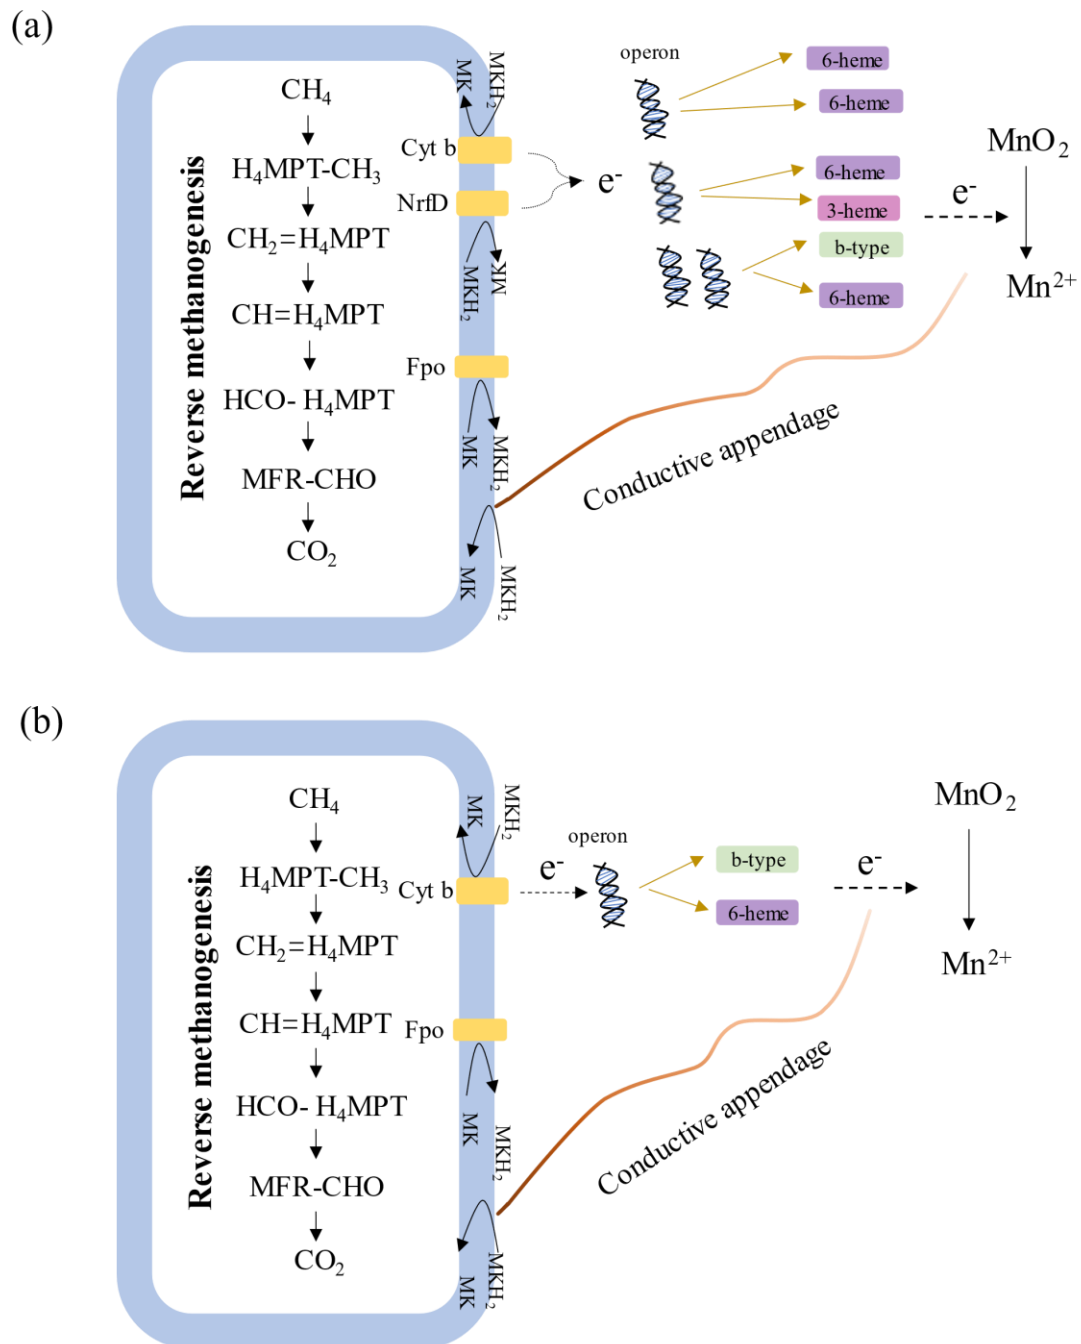 (a)
operon
6-heme
6-heme
6-heme
3-heme
b-type
6-heme
MnO₂
e⁻
Mn²⁺
Reverse methanogenesis
CH₄
H₄MPT-CH₃
CH₂=H₄MPT
CH=H₄MPT
HCO- H₄MPT
MFR-CHO
CO₂
MK
MKH₂
Cyt b
NrfD
e⁻
MKH₂
MK
Fpo
MK
MKH₂
MK
MKH₂
Conductive appendage
(b)
Reverse methanogenesis
CH₄
H₄MPT-CH₃
CH₂=H₄MPT
CH=H₄MPT
HCO- H₄MPT
MFR-CHO
CO₂
MK
MKH₂
Cyt b
e⁻
operon
b-type
6-heme
e⁻
MnO₂
Mn²⁺
Fpo
MK
MKH₂
MK
MKH₂
Conductive appendage